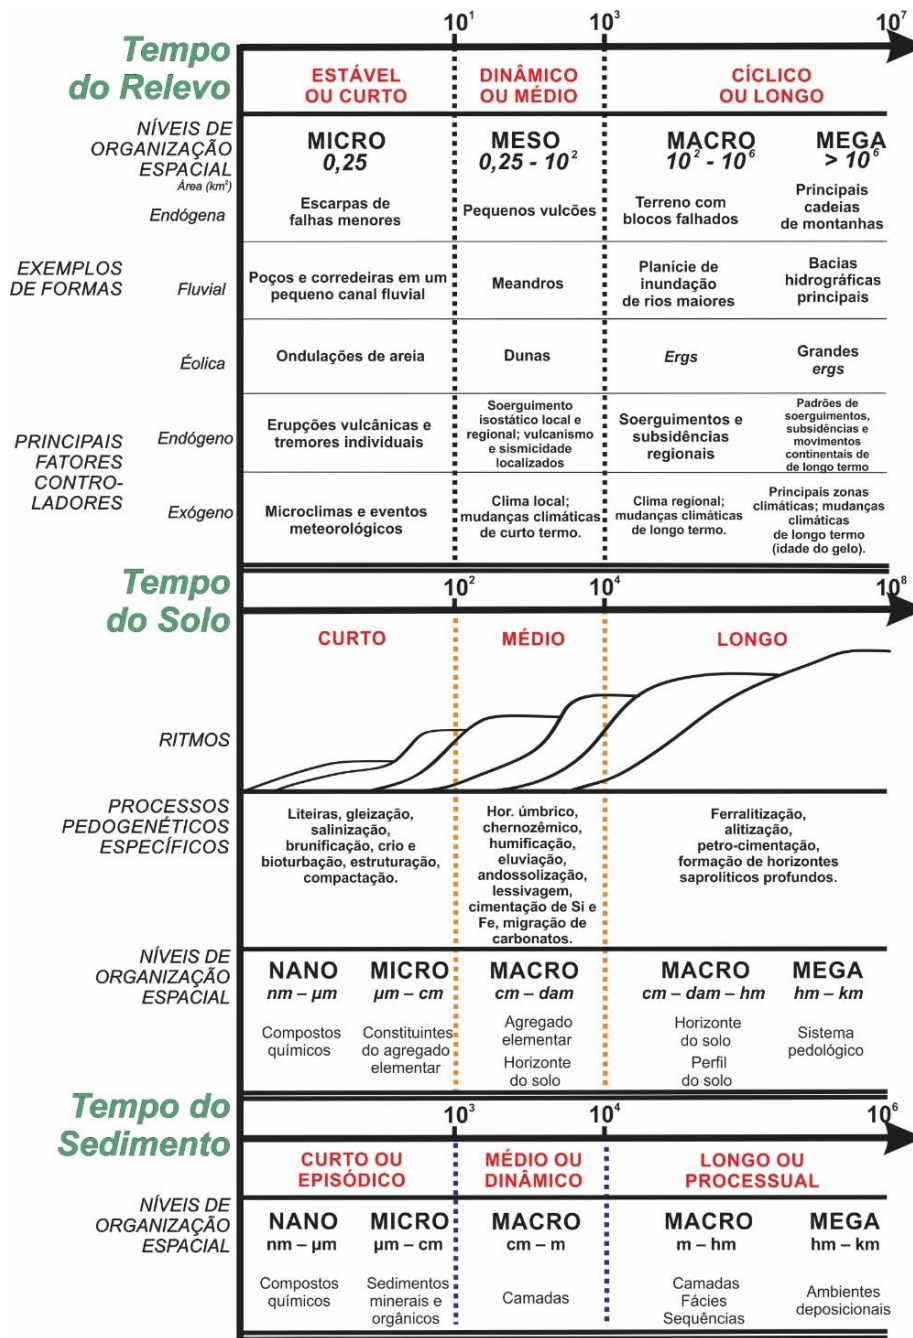 10¹ 10³ 10⁷
Tempo
do Relevo
ESTÁVEL
OU CURTO
DINÂMICO
OU MÉDIO
CÍCLICO
OU LONGO
NÍVEIS DE
ORGANIZAÇÃO
ESPACIAL
Área (km²)
MICRO
0,25
MESO
0,25 - 10²
MACRO
10² - 10⁶
MEGA
> 10⁶
EXEMPLOS
DE FORMAS
Endógena
Escarpas de
falhas menores
Pequenos vulcões
Terreno com
blocos falhados
Principais
cadeias
de montanhas
Fluvial
Poços e corredeiras em um
pequeno canal fluvial
Meandros
Planície de
inundação
de rios maiores
Bacias
hidrográficas
principais
Éolica
Ondulações de areia
Dunas
Ergs
Grandes
ergs
PRINCIPAIS
FATORES
CONTRO-
LADORES
Endógeno
Erupções vulcânicas e
tremores individuais
Soerguimento
isostático local e
regional; vulcanismo
e sismicidade
localizados
Soerguimentos e
subsidências
regionais
Padrões de
soerguimentos,
subsidências e
movimentos
continentais de
de longo termo
Exógeno
Microclimas e eventos
meteorológicos
Clima local;
mudanças climáticas
de curto termo.
Clima regional;
mudanças climáticas
de longo termo.
Principais zonas
climáticas; mudanças
climáticas
de longo termo
(idade do gelo).
Tempo
do Solo
10² 10⁴ 10⁸
CURTO
MÉDIO
LONGO
RITMOS
PROCESSOS
PEDOGENÉTICOS
ESPECÍFICOS
Liteiras, gleização,
salinização,
brunificação, crio e
bioturbação, estruturação,
compactação.
Hor. úmbrico,
chernozêmico,
humificação,
eluviação,
andossolização,
lessivagem,
cimentação de Si e
Fe, migração de
carbonatos.
Ferralitização,
alitização,
petro-cimentação,
formação de horizontes
saprolíticos profundos.
NÍVEIS DE
ORGANIZAÇÃO
ESPACIAL
NANO
nm – µm
Compostos
químicos
MICRO
µm – cm
Constituintes
do agregado
elementar
MACRO
cm – dam
Agregado
elementar
Horizonte
do solo
MACRO
cm – dam – hm
Horizonte
do solo
Perfil
do solo
MEGA
hm – km
Sistema
pedológico
Tempo do
Sedimento
10³ 10⁴ 10⁶
CURTO OU
EPISÓDICO
MÉDIO OU
DINÂMICO
LONGO OU
PROCESSUAL
NÍVEIS DE
ORGANIZAÇÃO
ESPACIAL
NANO
nm – µm
Compostos
químicos
MICRO
µm – cm
Sedimentos
minerais e
orgânicos
MACRO
cm – m
Camadas
MACRO
m – hm
Camadas
Fácies
Sequências
MEGA
hm – km
Ambientes
deposicionais